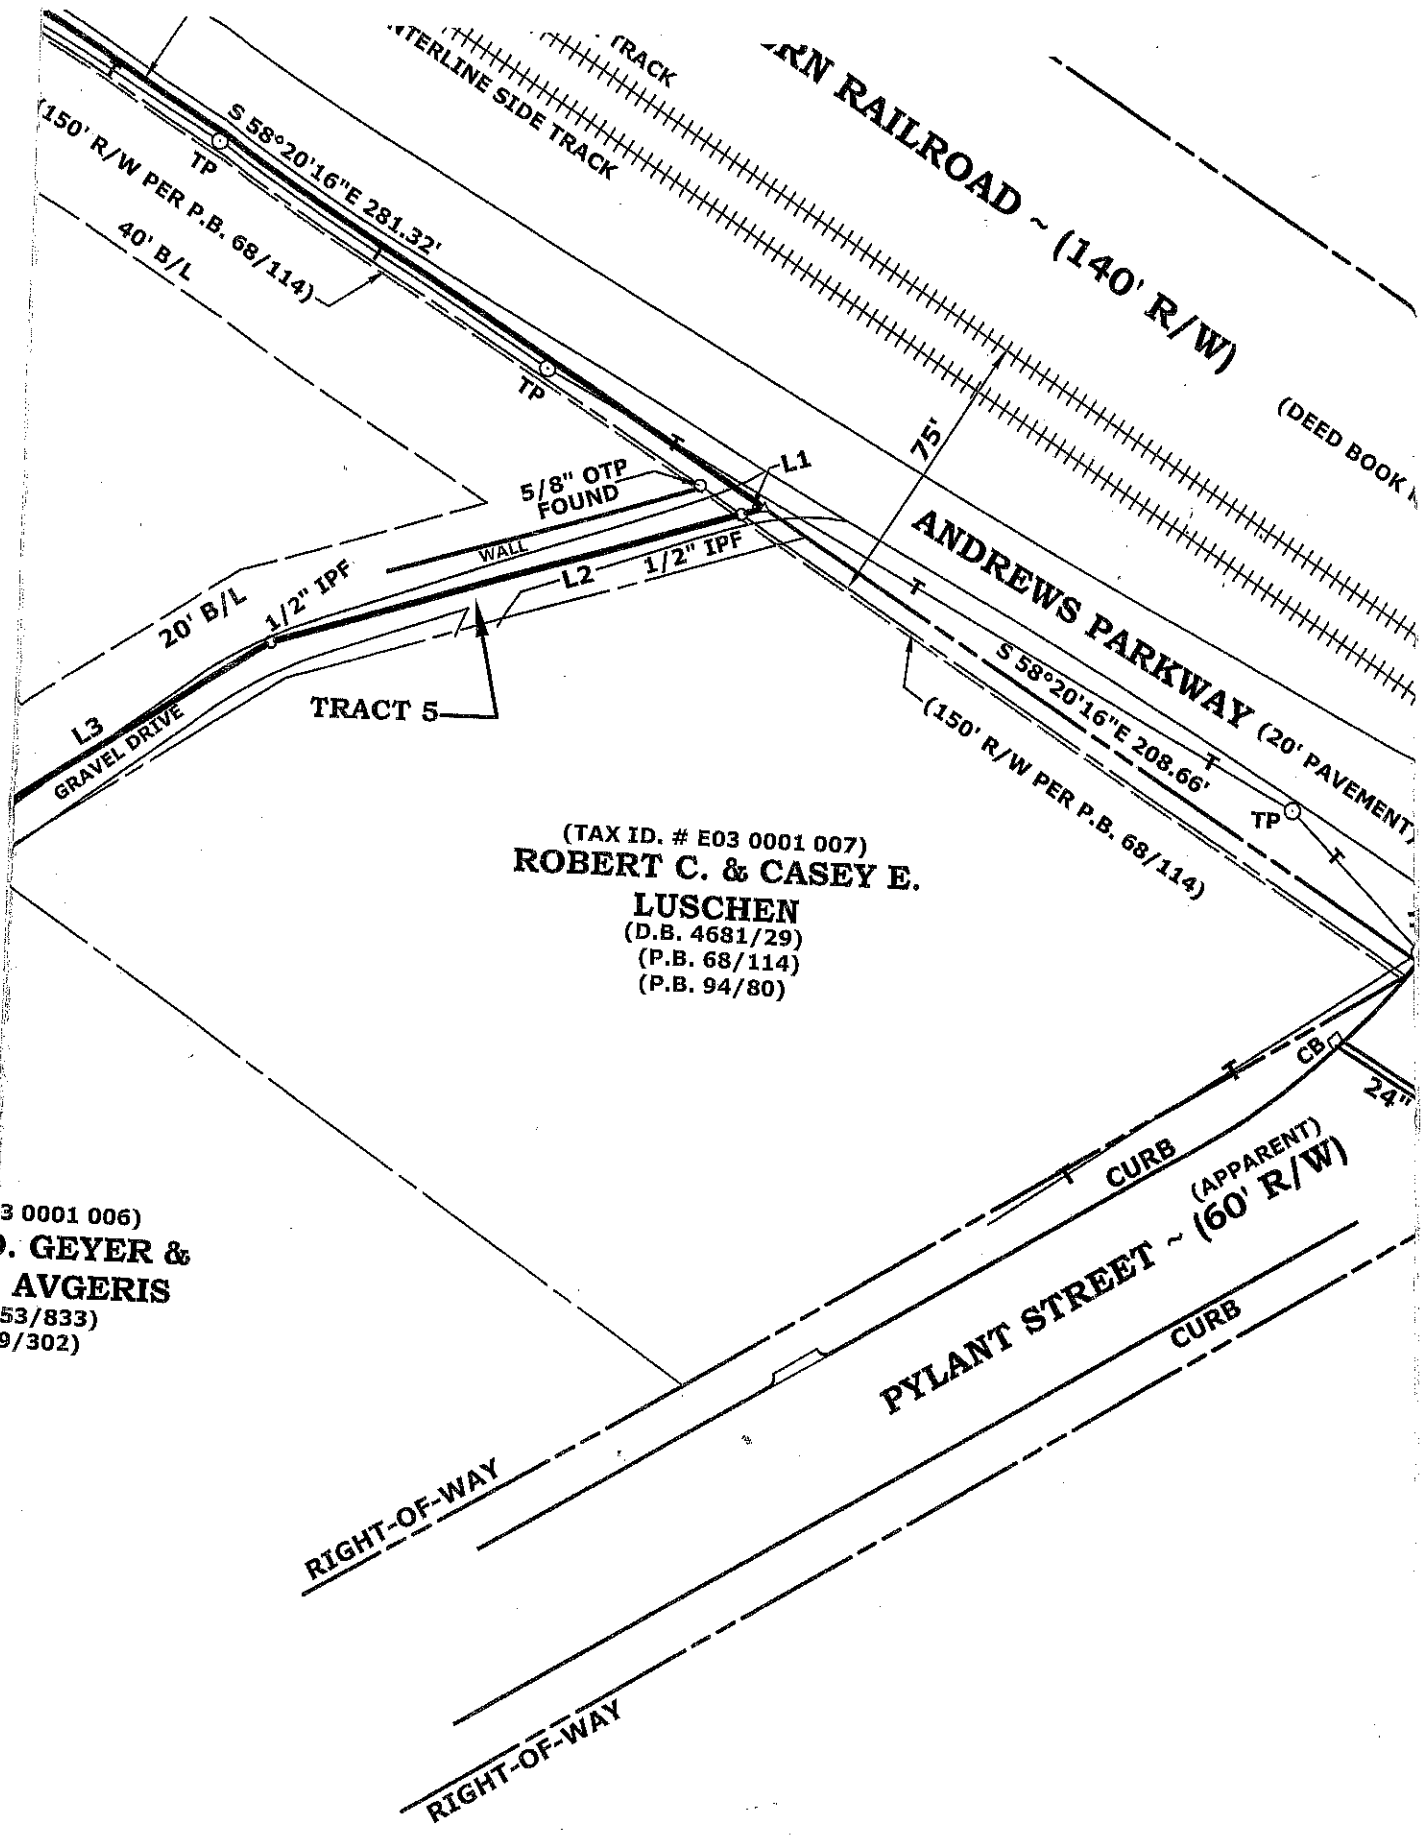 TRACK
INTERLINE SIDE TRACK
RAILROAD ~ (140' R/W)
(DEED BOOK
S 58°20'16"E 281.32'
TP
(150' R/W PER P.B. 68/114)
40' B/L
TP
75'
L1
5/8" OTP
FOUND
WALL
1/2" IPF
L2
1/2" IPF
20' B/L
ANDREWS PARKWAY (20' PAVEMENT)
S 58°20'16"E 208.66'
TRACT 5
L3
GRAVEL DRIVE
(150' R/W PER P.B. 68/114)
TP
(TAX ID. # E03 0001 007)
ROBERT C. & CASEY E.
LUSCHEN
(D.B. 4681/29)
(P.B. 68/114)
(P.B. 94/80)
CB
24"
CURB
(APPARENT)
PYLANT STREET ~ (60' R/W)
CURB
3 0001 006)
. GEYER &
AVGERIS
53/833)
9/302)
RIGHT-OF-WAY
RIGHT-OF-WAY
T
T
T
T
T
T
T
T
T